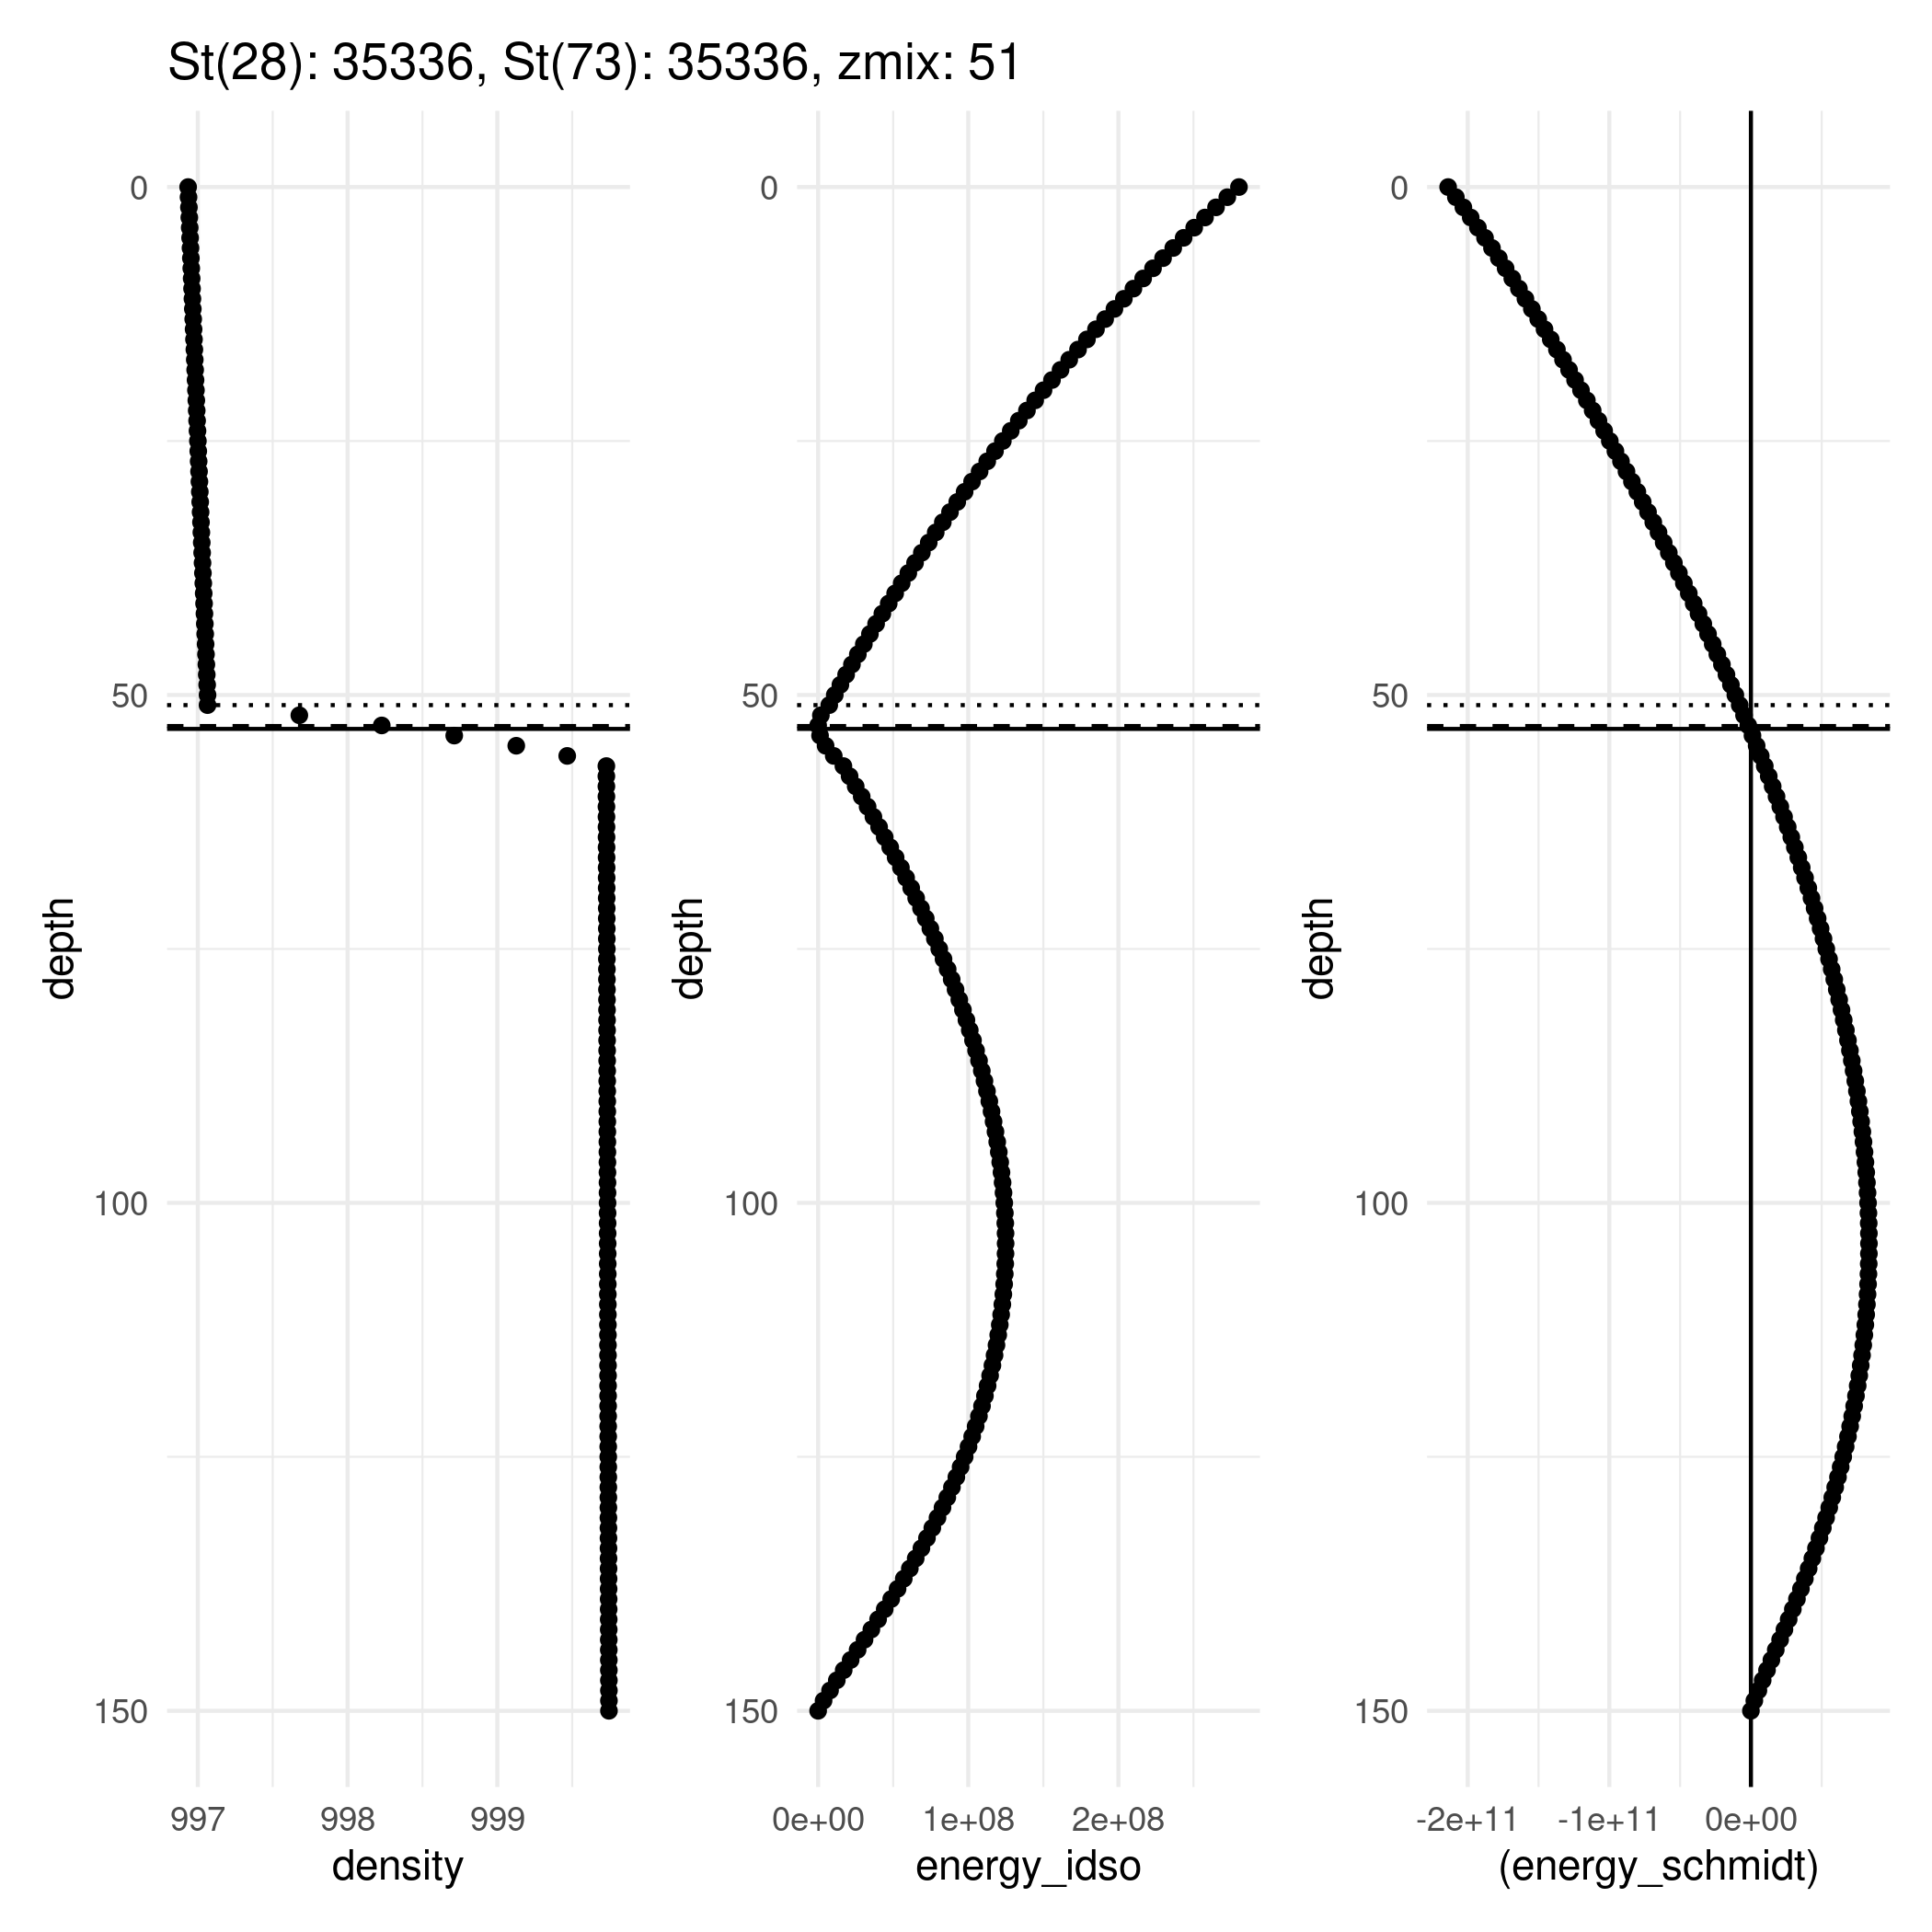 St(28): 35336, St(73): 35336, zmix: 51
0
50
100
150
depth
997 998 999
density
0
50
100
150
depth
0e+00 1e+08 2e+08
energy_idso
0
50
100
150
depth
-2e+11 -1e+11 0e+00
(energy_schmidt)